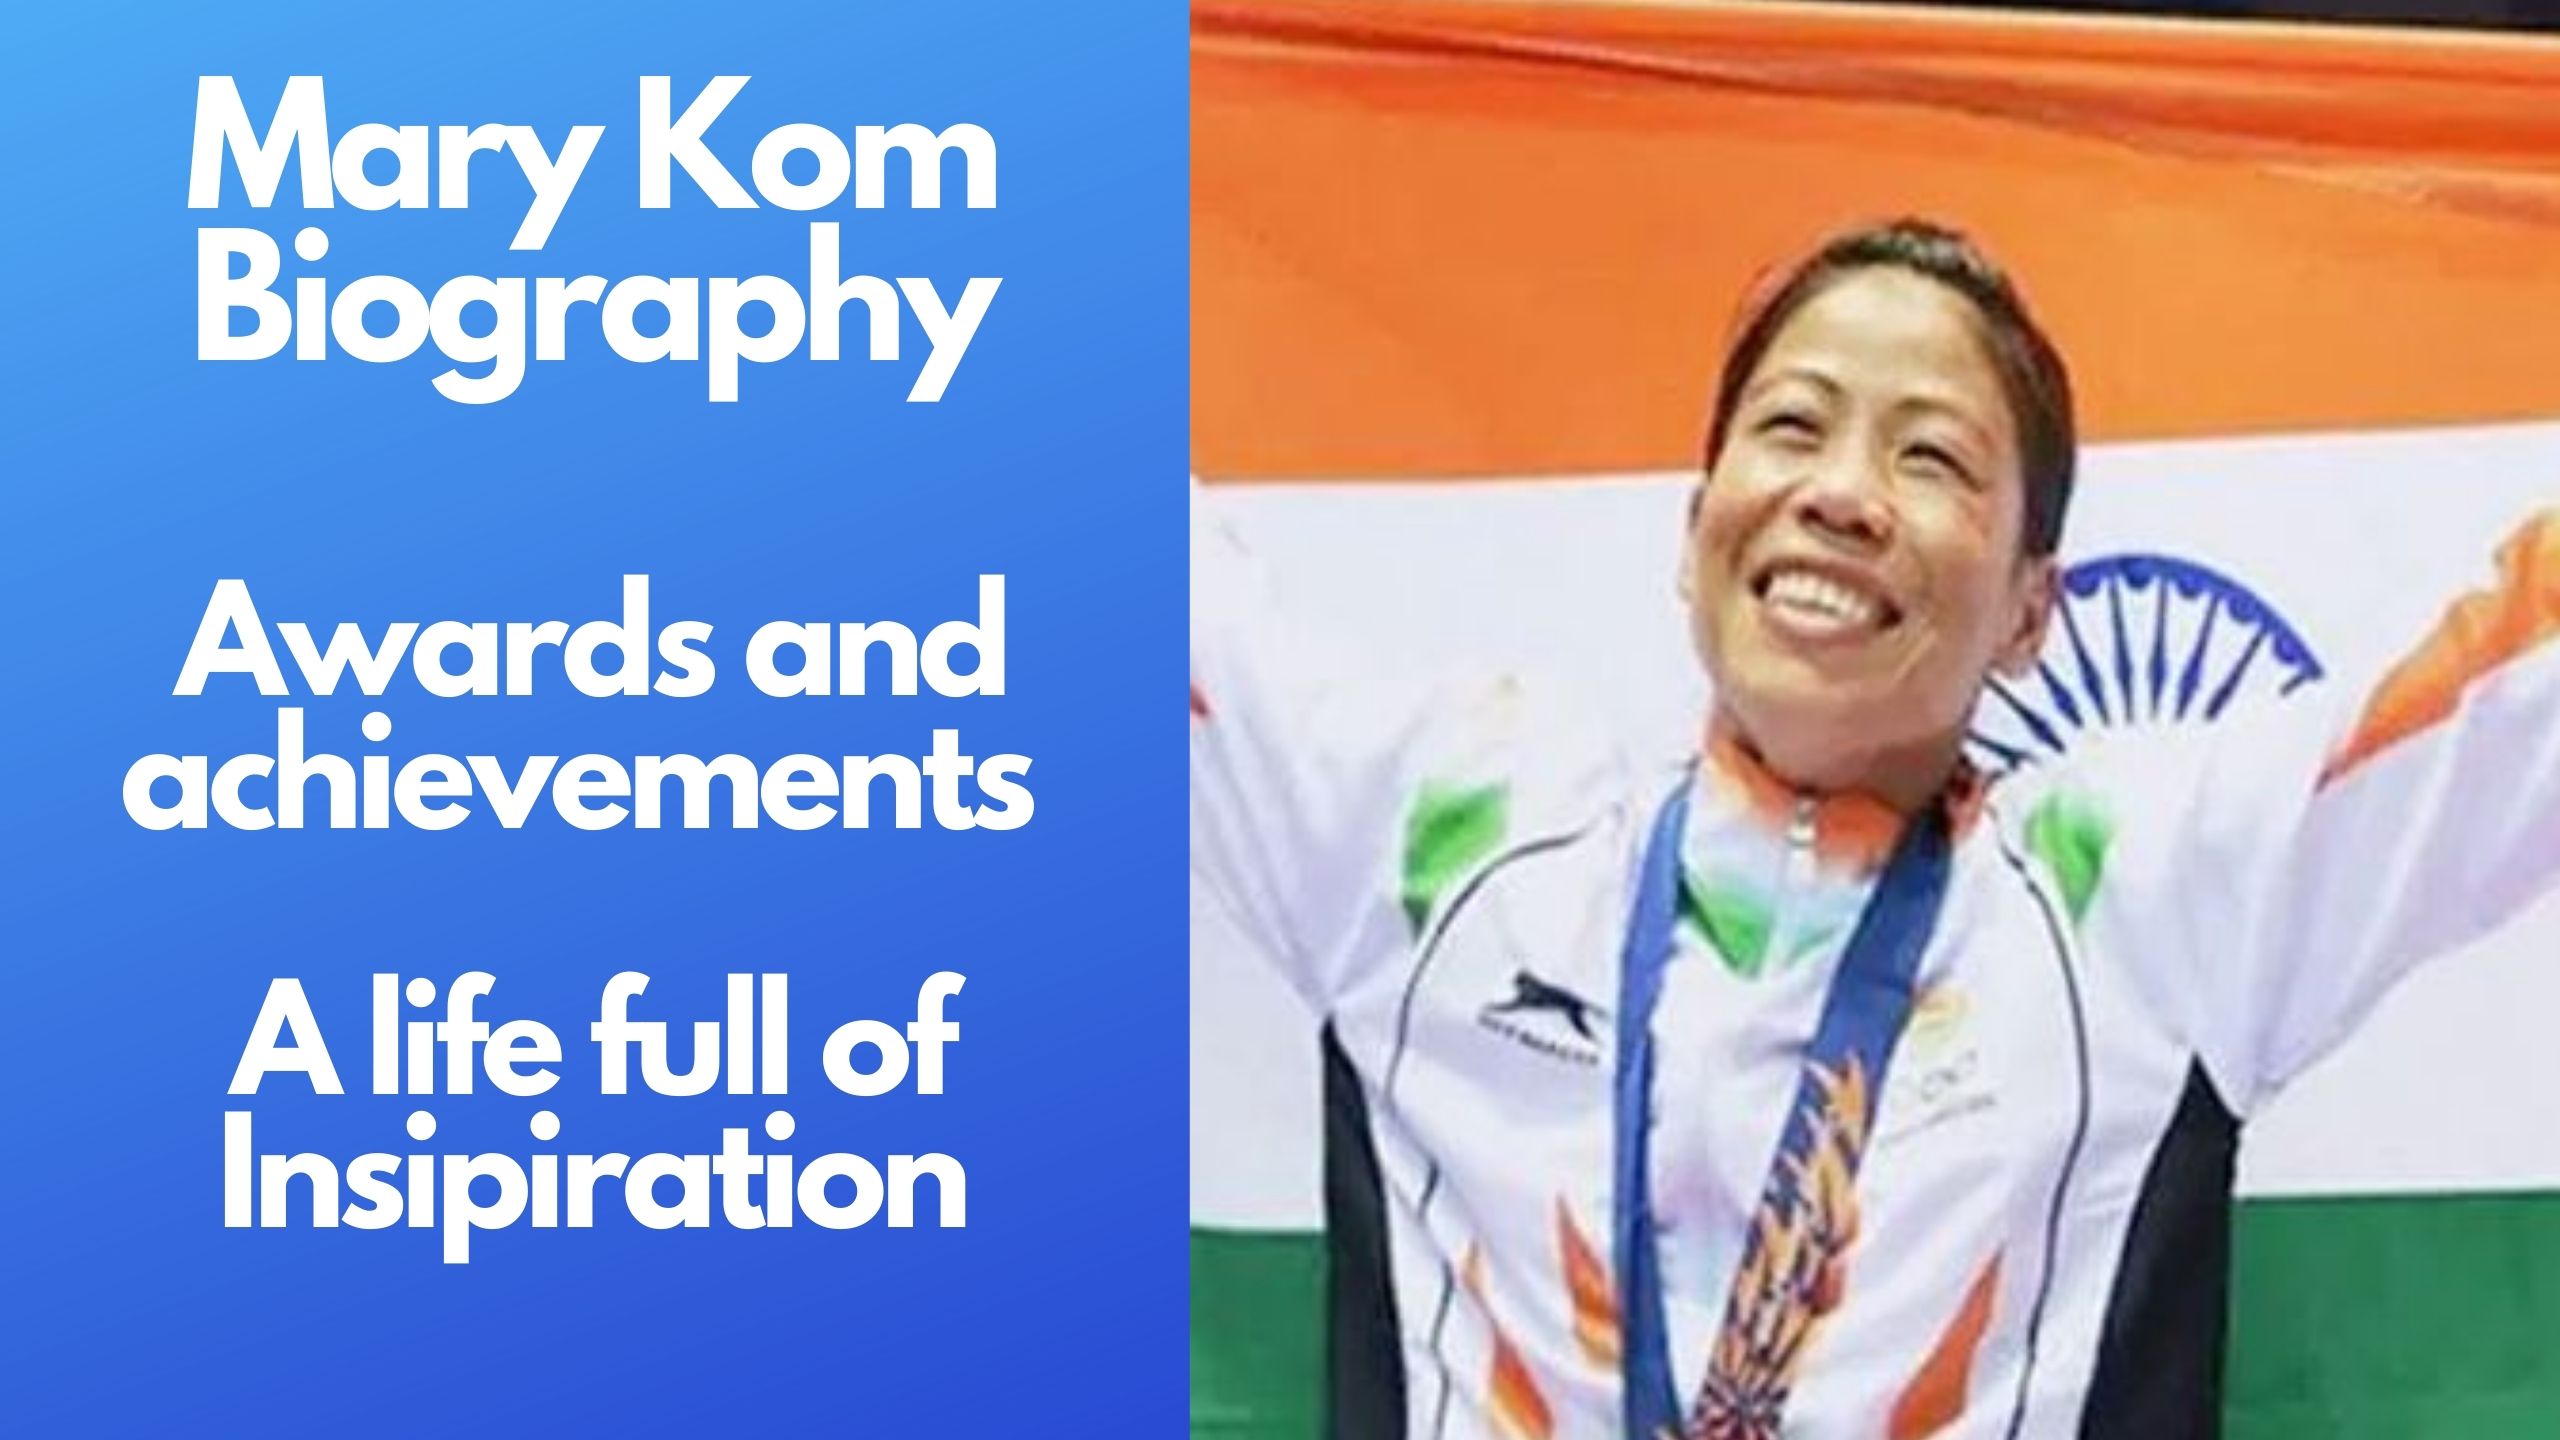 Mary Kom
Biography
Awards and
achievements
A life full of
Insipiration